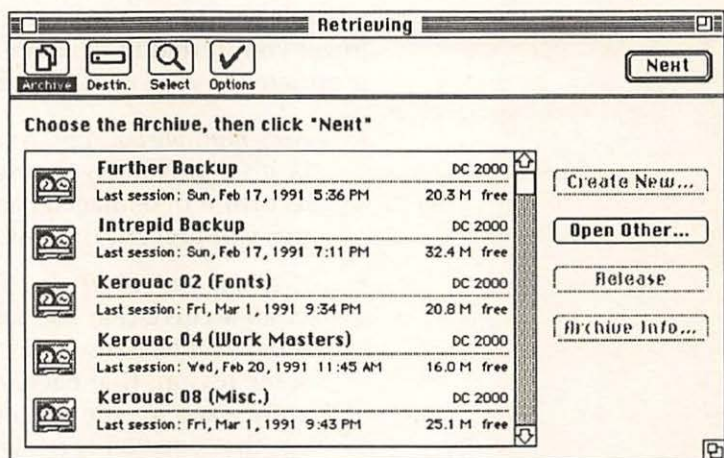 Retrieving
Archive Destin. Select Options
Next
Choose the Archive, then click "Next"
Further Backup DC 2000
Last session: Sun, Feb 17, 1991 5:36 PM 20.3 M free
Intrepid Backup DC 2000
Last session: Sun, Feb 17, 1991 7:11 PM 32.4 M free
Kerouac 02 (Fonts) DC 2000
Last session: Fri, Mar 1, 1991 9:34 PM 20.8 M free
Kerouac 04 (Work Masters) DC 2000
Last session: Wed, Feb 20, 1991 11:45 AM 16.0 M free
Kerouac 08 (Misc.) DC 2000
Last session: Fri, Mar 1, 1991 9:43 PM 25.1 M free
Create New...
Open Other...
Release
Archive Info...